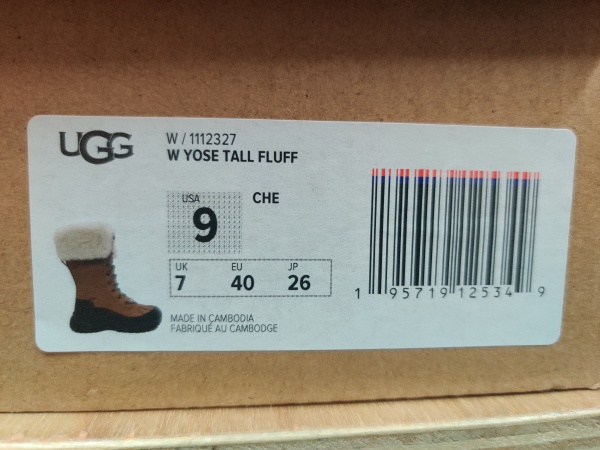 UGG
W / 1112327
W YOSE TALL FLUFF
USA
9
CHE
UK EU JP
7 40 26
MADE IN CAMBODIA
FABRIQUÉ AU CAMBODGE
1 95719 12534 9